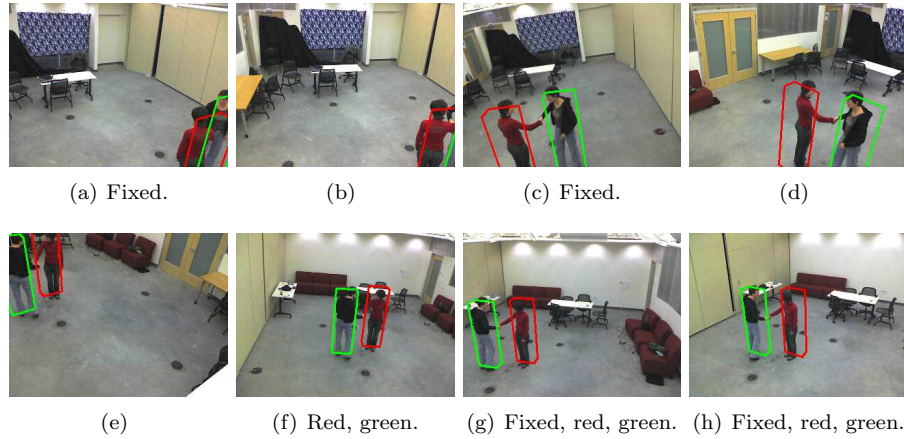 (a) Fixed.
(b)
(c) Fixed.
(d)
(e)
(f) Red, green.
(g) Fixed, red, green.
(h) Fixed, red, green.